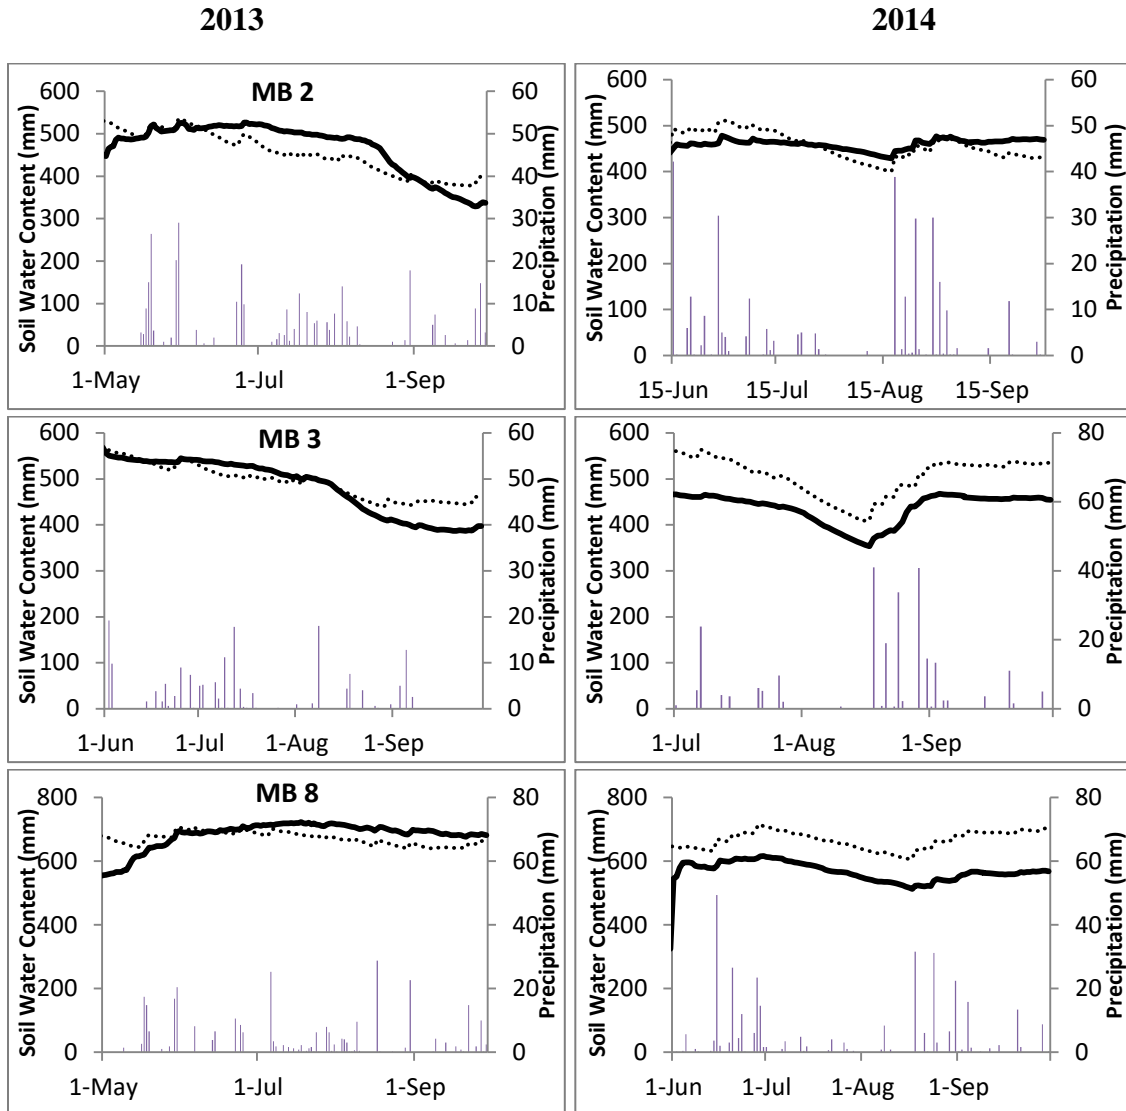 2013
2014
MB 2
Soil Water Content (mm)
600
500
400
300
200
100
0
60
50
40
30
20
10
0
Precipitation (mm)
1-May
1-Jul
1-Sep
Soil Water Content (mm)
600
500
400
300
200
100
0
60
50
40
30
20
10
0
Precipitation (mm)
15-Jun
15-Jul
15-Aug
15-Sep
MB 3
Soil Water Content (mm)
600
500
400
300
200
100
0
60
50
40
30
20
10
0
Precipitation (mm)
1-Jun
1-Jul
1-Aug
1-Sep
Soil Water Content (mm)
600
500
400
300
200
100
0
80
60
40
20
0
Precipitation (mm)
1-Jul
1-Aug
1-Sep
MB 8
Soil Water Content (mm)
800
600
400
200
0
80
60
40
20
0
Precipitation (mm)
1-May
1-Jul
1-Sep
Soil Water Content (mm)
800
600
400
200
0
80
60
40
20
0
Precipitation (mm)
1-Jun
1-Jul
1-Aug
1-Sep